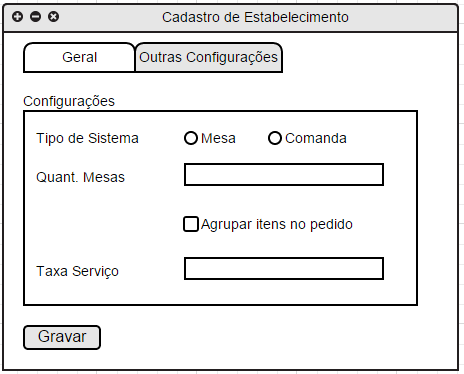 Cadastro de Estabelecimento
Geral
Outras Configurações
Configurações
Tipo de Sistema
Mesa
Comanda
Quant. Mesas
Agrupar itens no pedido
Taxa Serviço
Gravar